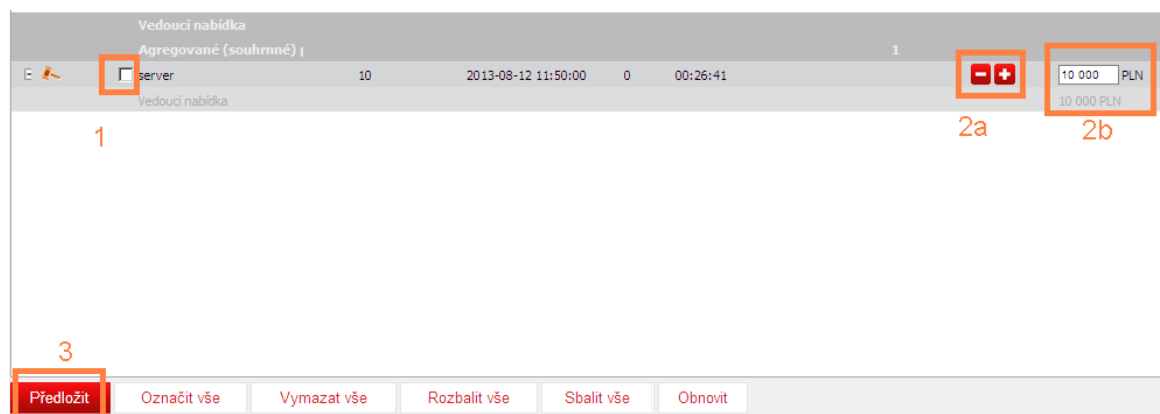 Vedoucí nabídka
Agregované (souhrnné) 1
server 10 2013-08-12 11:50:00 0 00:26:41 10 000 PLN
Vedoucí nabídka 10 000 PLN
1 2a 2b
3
Předložit Označit vše Vymazat vše Rozbalit vše Sbalit vše Obnovit